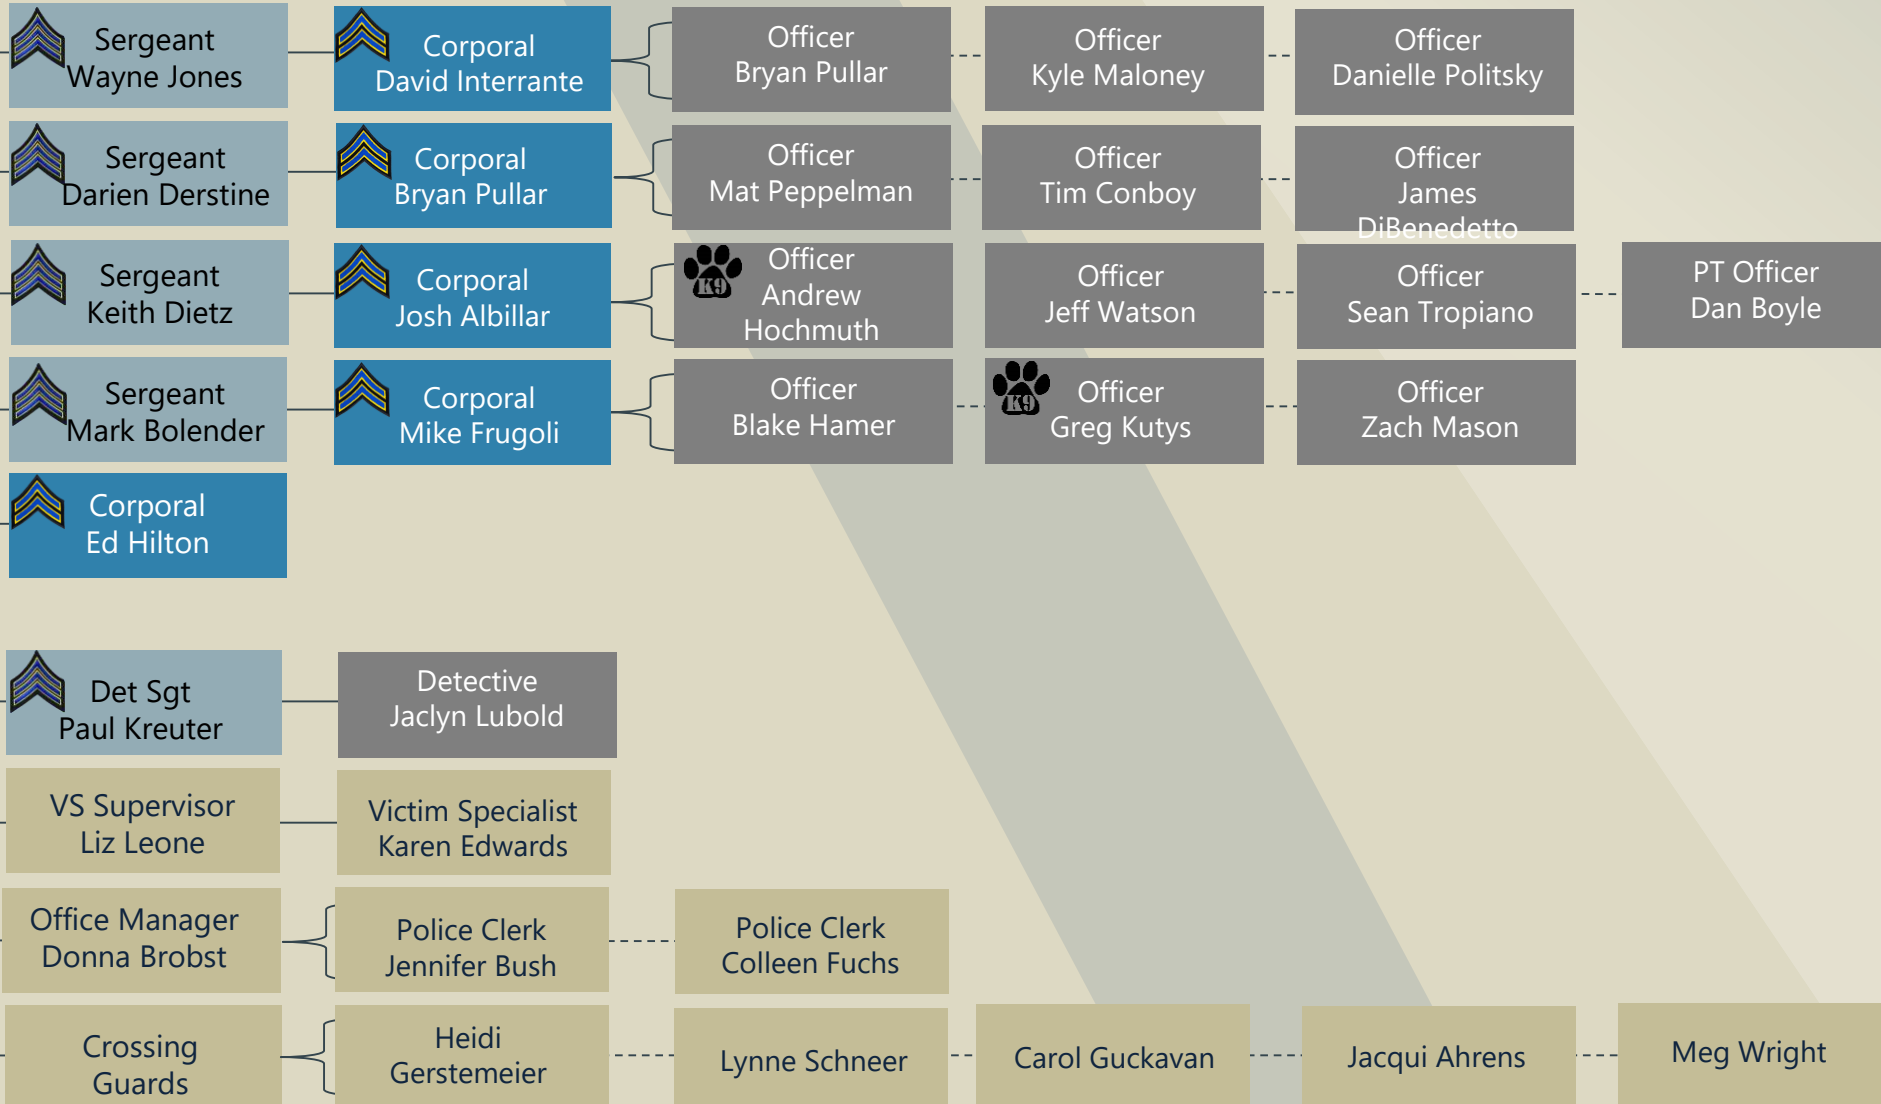 Sergeant
Wayne Jones
Corporal
David Interrante
Officer
Bryan Pullar
Officer
Kyle Maloney
Officer
Danielle Politsky
Sergeant
Darien Derstine
Corporal
Bryan Pullar
Officer
Mat Peppelman
Officer
Tim Conboy
Officer
James
DiBenedetto
Sergeant
Keith Dietz
Corporal
Josh Albillar
K9
Officer
Andrew
Hochmuth
Officer
Jeff Watson
Officer
Sean Tropiano
PT Officer
Dan Boyle
Sergeant
Mark Bolender
Corporal
Mike Frugoli
Officer
Blake Hamer
K9
Officer
Greg Kutys
Officer
Zach Mason
Corporal
Ed Hilton
Det Sgt
Paul Kreuter
Detective
Jaclyn Lubold
VS Supervisor
Liz Leone
Victim Specialist
Karen Edwards
Office Manager
Donna Brobst
Police Clerk
Jennifer Bush
Police Clerk
Colleen Fuchs
Crossing
Guards
Heidi
Gerstemeier
Lynne Schneer
Carol Guckavan
Jacqui Ahrens
Meg Wright